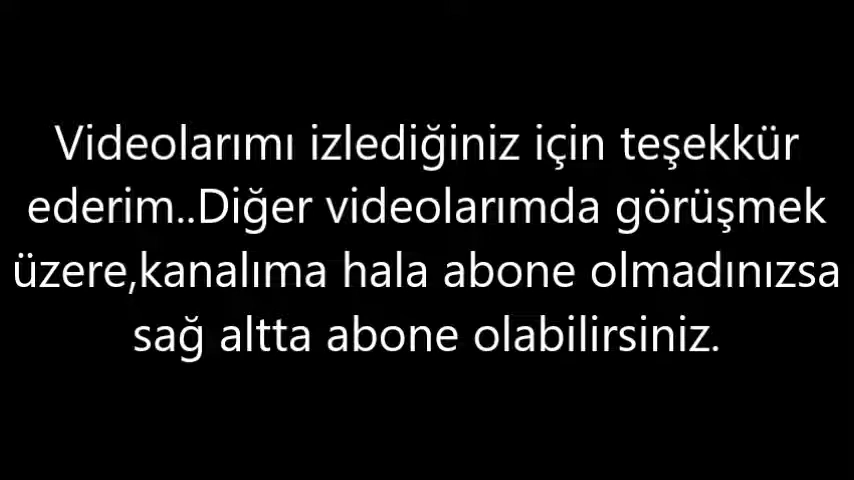 Videolarımı izlediğiniz için teşekkür
ederim..Diğer videolarımda görüşmek
üzere,kanalıma hala abone olmadınızsa
sağ altta abone olabilirsiniz.